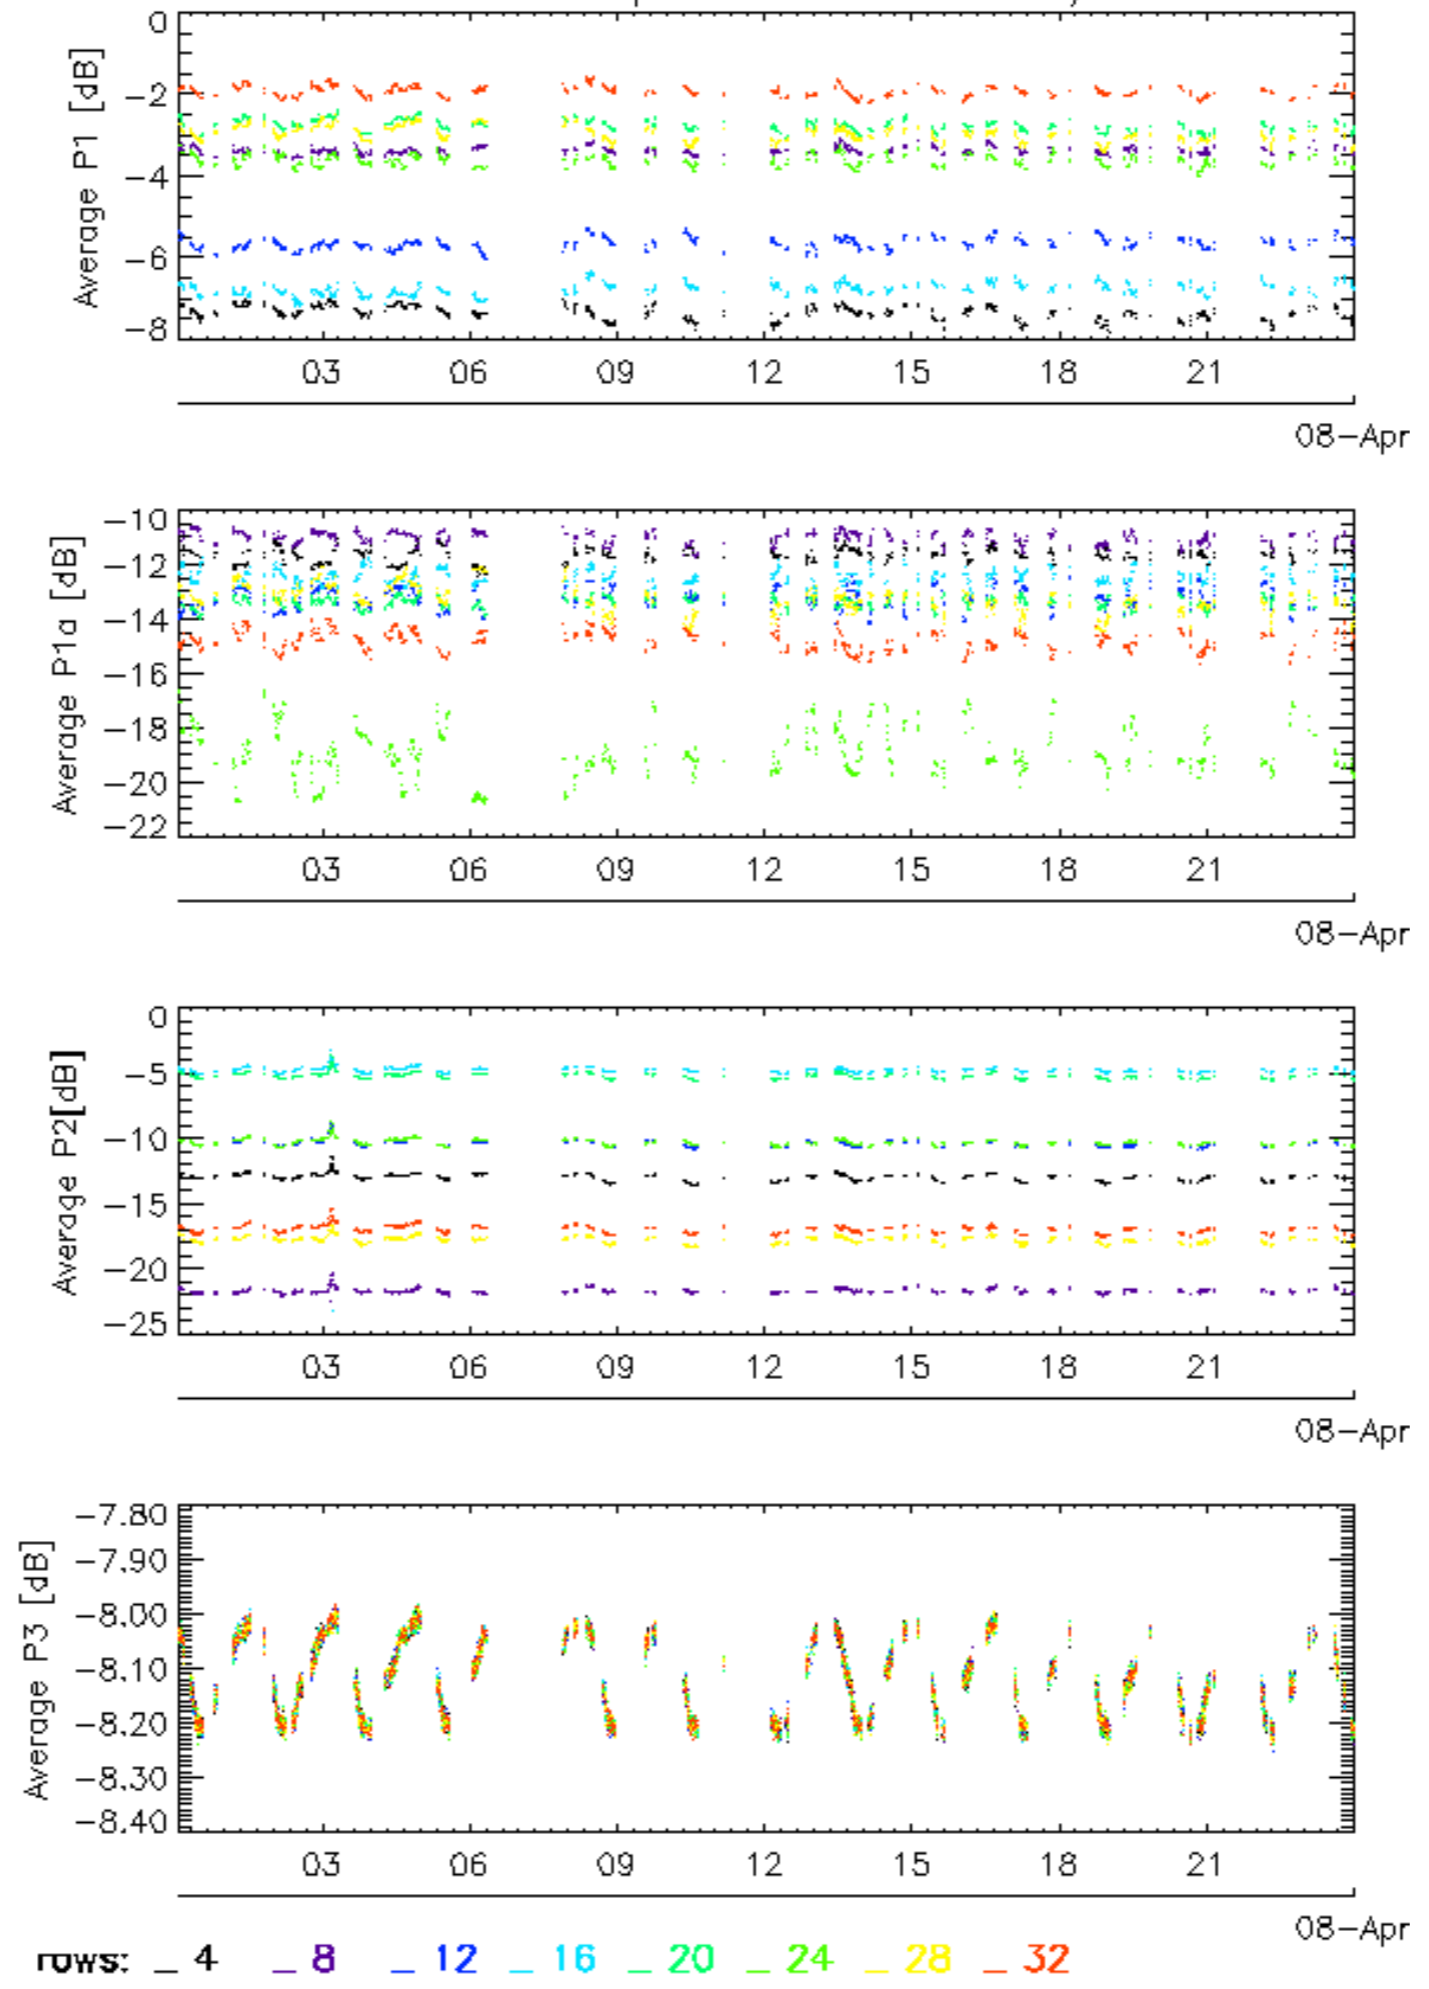 0
−2
−4
−6
−8
Average P1 [dB]
03 06 09 12 15 18 21
08−Apr
−10
−12
−14
−16
−18
−20
−22
Average P1a [dB]
03 06 09 12 15 18 21
08−Apr
0
−5
−10
−15
−20
−25
Average P2[dB]
03 06 09 12 15 18 21
08−Apr
−7.80
−7.90
−8.00
−8.10
−8.20
−8.30
−8.40
Average P3 [dB]
03 06 09 12 15 18 21
08−Apr
rows: _ 4 _ 8 _ 12 _ 16 _ 20 _ 24 _ 28 _ 32